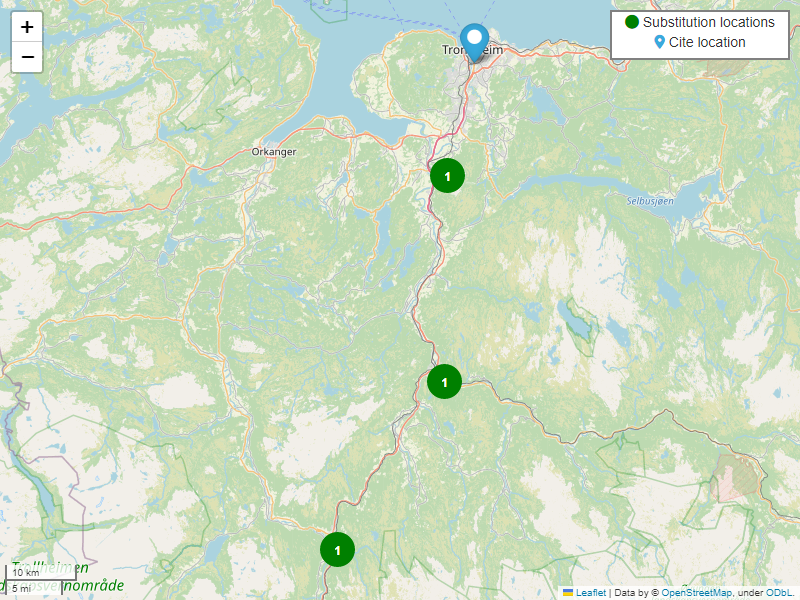 +
−
Substitution locations
Cite location
Orkanger
1
Selbusjøen
1
1
10 km
5 mi
Leaflet | Data by © OpenStreetMap, under ODbL.